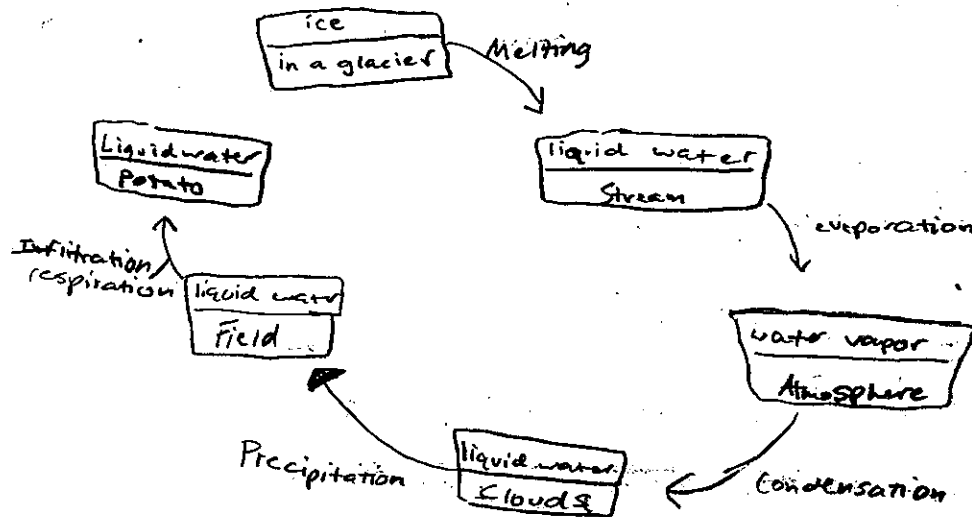 ice
in a glacier
Melting
liquid water
Stream
evaporation
water vapor
Atmosphere
Condensation
liquid water
Clouds
Precipitation
liquid water
Field
Infiltration
respiration
Liquid water
Potato